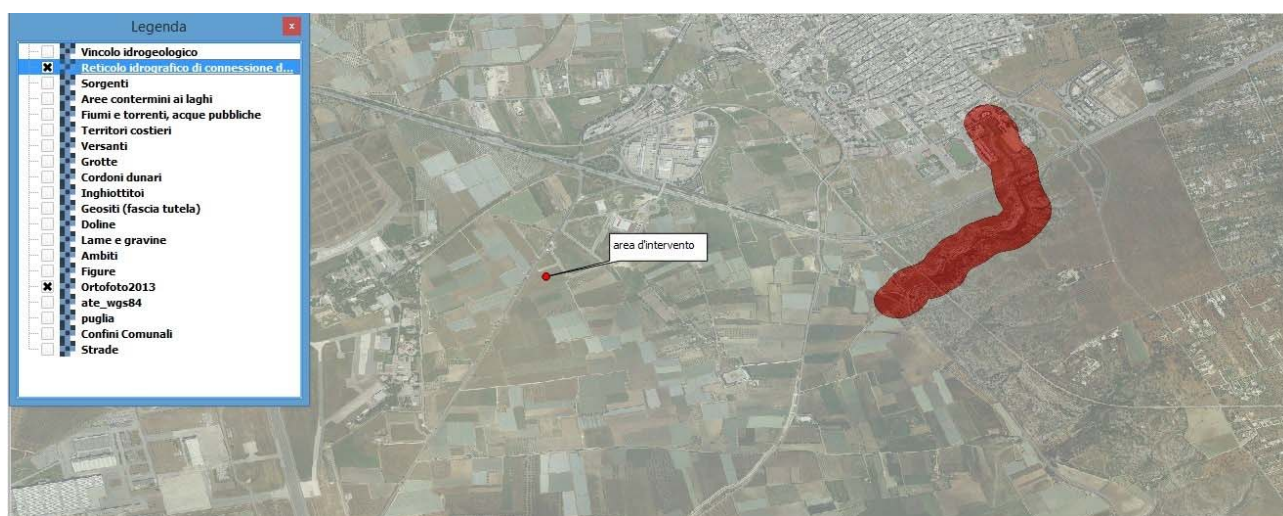 Legenda
Vincolo idrogeologico
Reticolo idrografico di connessione d...
Sorgenti
Aree contermini ai laghi
Fiumi e torrenti, acque pubbliche
Territori costieri
Versanti
Grotte
Cordoni dunari
Inghiottitoi
Geositi (fascia tutela)
Doline
Lame e gravine
Ambiti
Figure
Ortofoto2013
ate_wgs84
puglia
Confini Comunali
Strade
area d'intervento